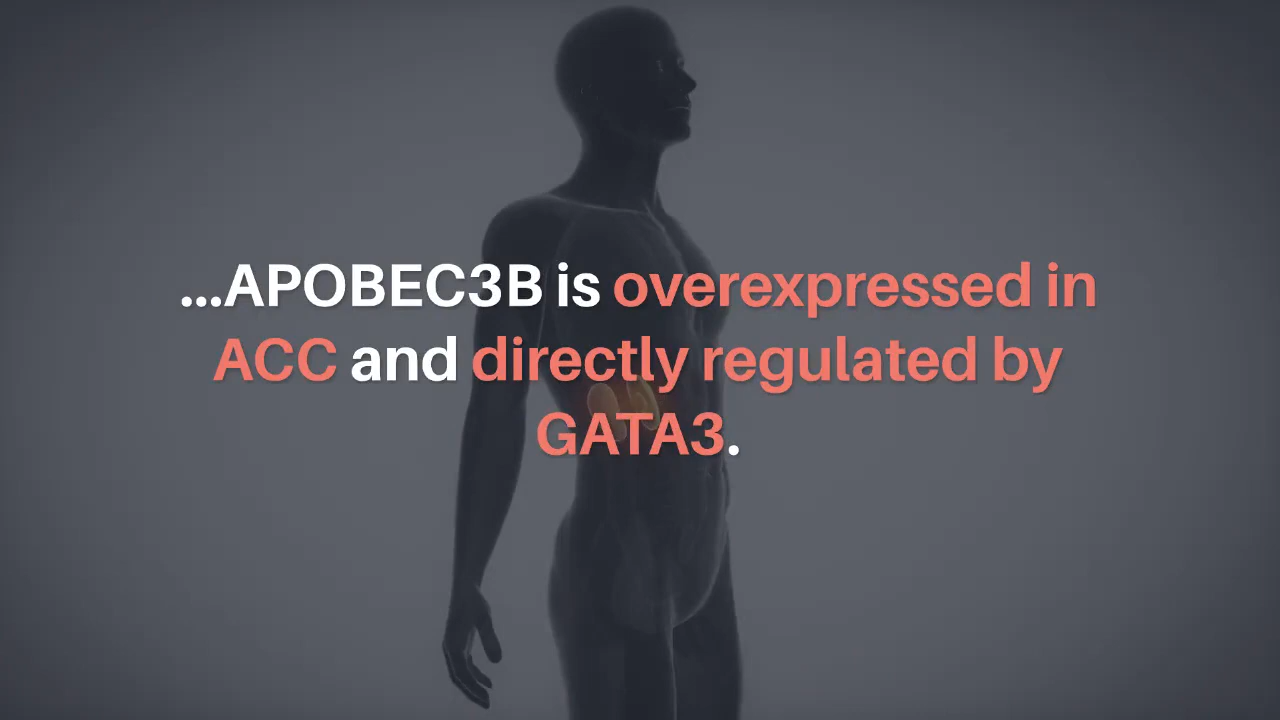 ...APOBEC3B is overexpressed in
ACC and directly regulated by
GATA3.